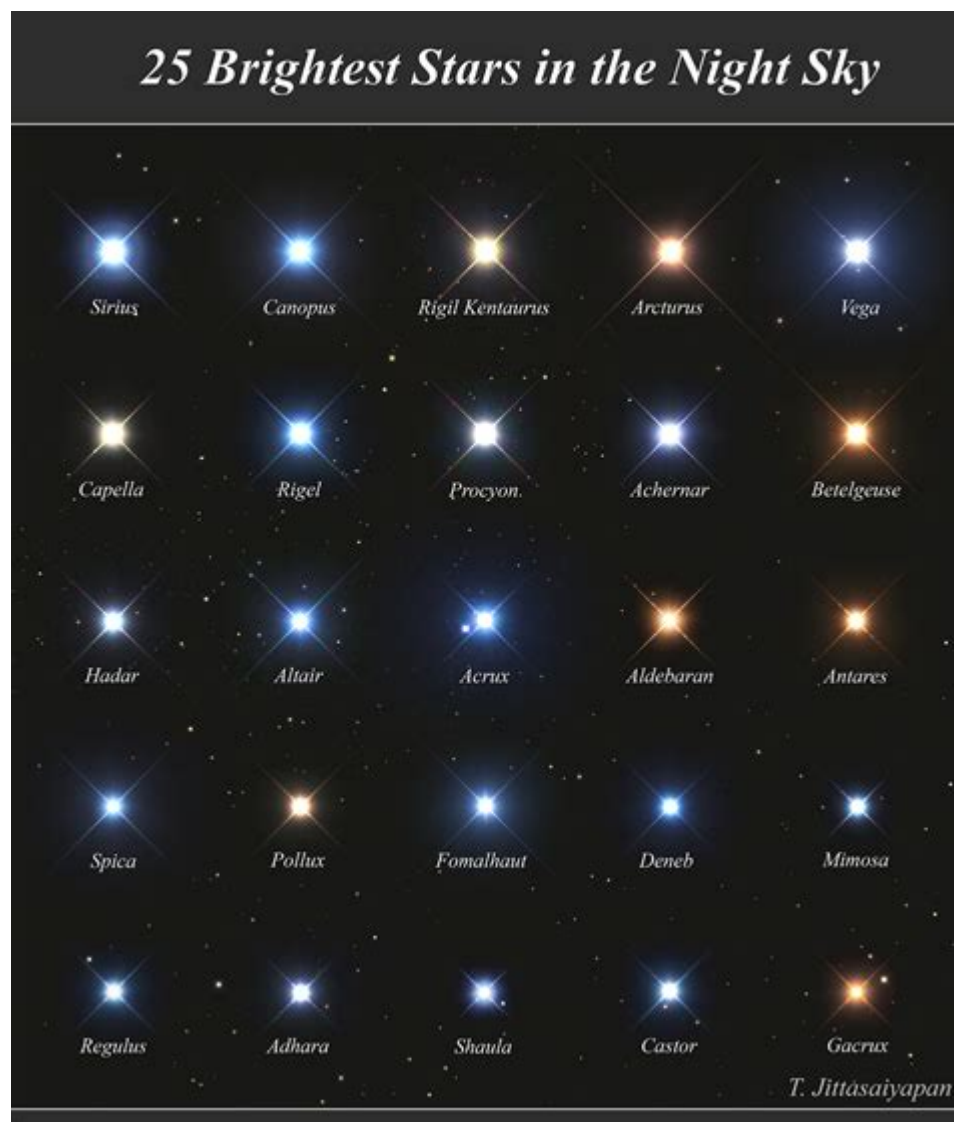 25 Brightest Stars in the Night Sky
Sirius Canopus Rigil Kentaurus Arcturus Vega
Capella Rigel Procyon Achernar Betelgeuse
Hadar Altair Acrux Aldebaran Antares
Spica Pollux Fomalhaut Deneb Mimosa
Regulus Adhara Shaula Castor Gacrux
T. Jittasaiyapan